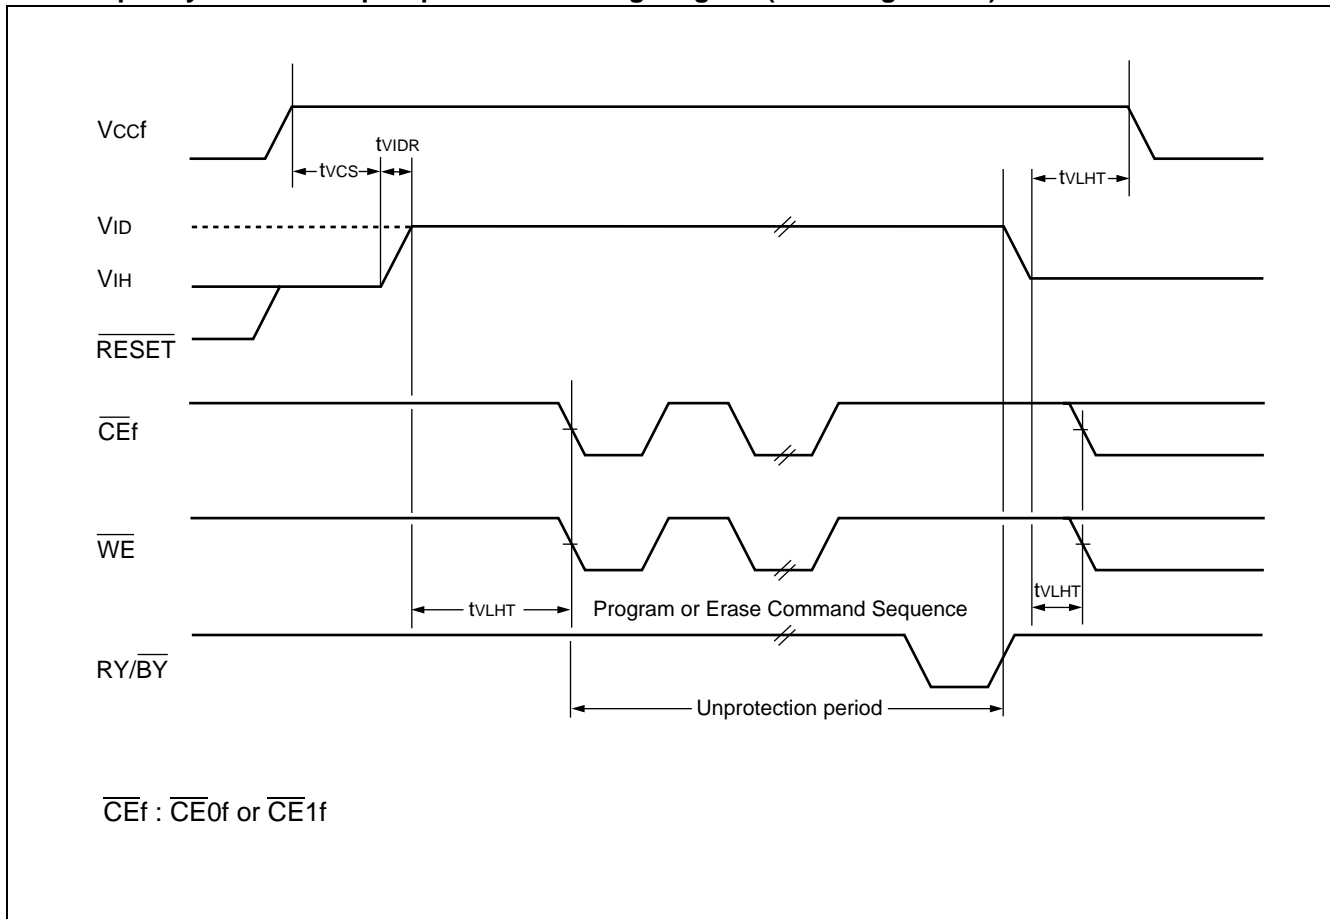 VCCf
tVIDR
tVCS
tVLHT
VID
VIH
RESET
CEf
WE
tVLHT
Program or Erase Command Sequence
tVLHT
RY/BY
Unprotection period
CEf : CE0f or CE1f